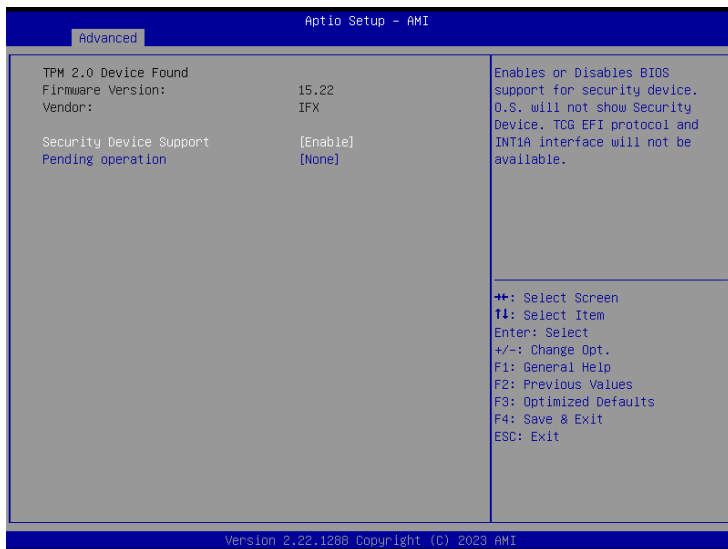 Aptio Setup – AMI
Advanced
TPM 2.0 Device Found
Firmware Version: 15.22
Vendor: IFX
Security Device Support [Enable]
Pending operation [None]
Enables or Disables BIOS
support for security device.
O.S. will not show Security
Device. TCG EFI protocol and
INT1A interface will not be
available.
→←: Select Screen
↑↓: Select Item
Enter: Select
+/-: Change Opt.
F1: General Help
F2: Previous Values
F3: Optimized Defaults
F4: Save & Exit
ESC: Exit
Version 2.22.1288 Copyright (C) 2023 AMI